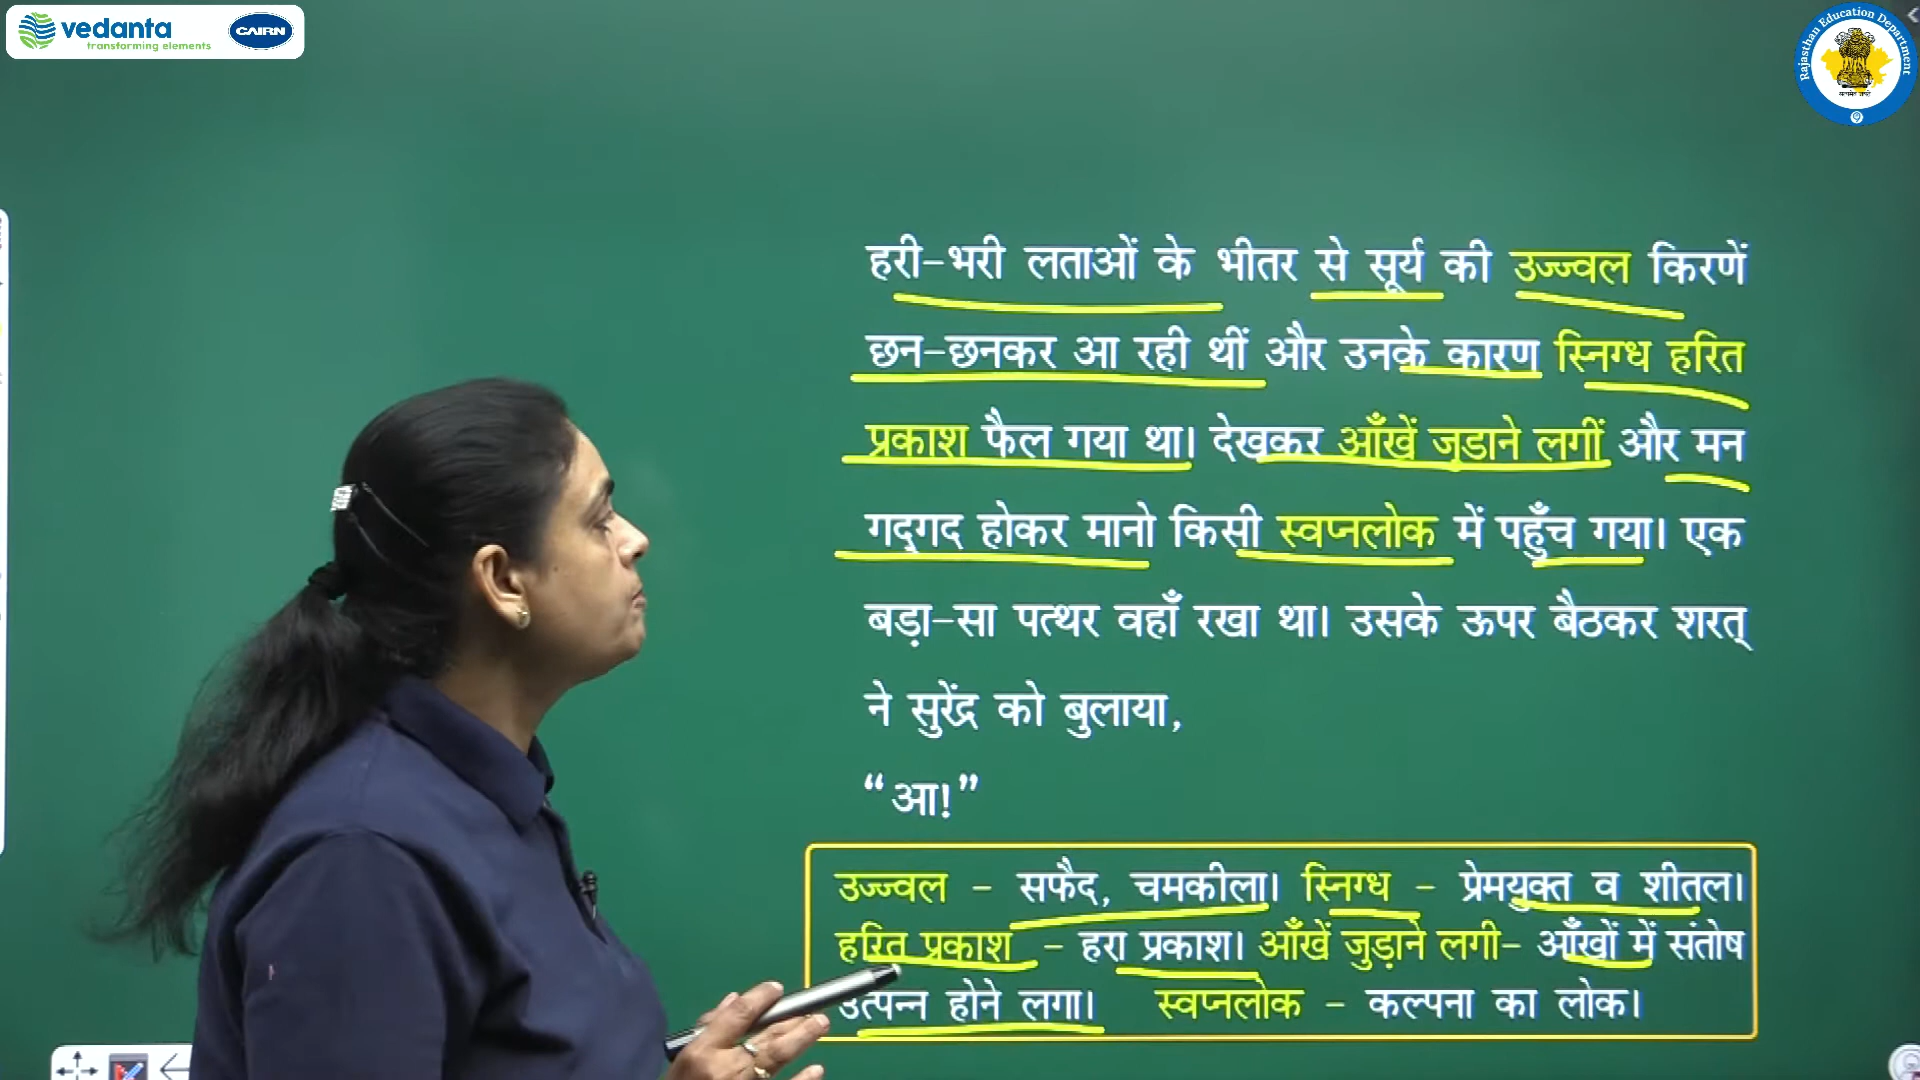 vedanta
transforming elements
CAIRN
Rajasthan Education Department
हरी-भरी लताओं के भीतर से सूर्य की उज्ज्वल किरणें
छन-छनकर आ रही थीं और उनके कारण स्निग्ध हरित
प्रकाश फैल गया था। देखकर आँखें जुडाने लगीं और मन
गद्गद होकर मानो किसी स्वप्नलोक में पहुँच गया। एक
बड़ा-सा पत्थर वहाँ रखा था। उसके ऊपर बैठकर शरत्
ने सुरेंद्र को बुलाया,
“आ!”
उज्ज्वल - सफैद, चमकीला। स्निग्ध - प्रेमयुक्त व शीतल।
हरित प्रकाश - हरा प्रकाश। आँखें जुड़ाने लगी- आँखों में संतोष
उत्पन्न होने लगा। स्वप्नलोक - कल्पना का लोक।